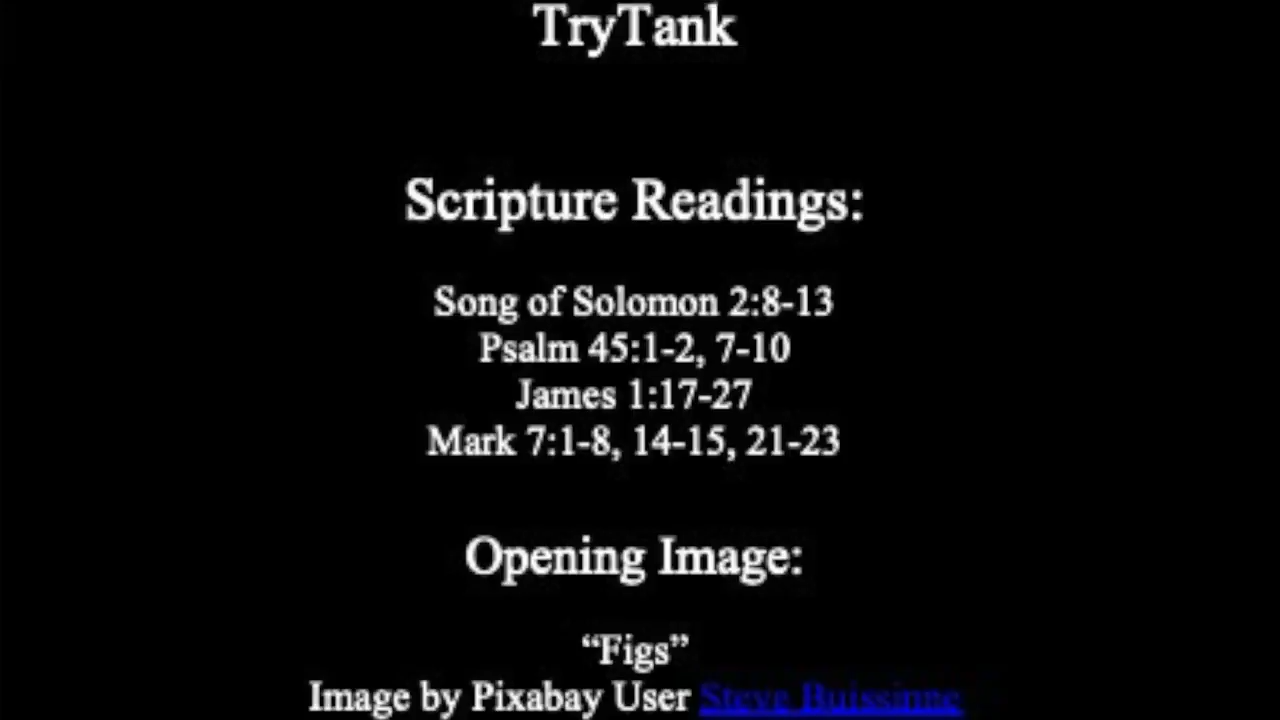 TryTank
Scripture Readings:
Song of Solomon 2:8-13
Psalm 45:1-2, 7-10
James 1:17-27
Mark 7:1-8, 14-15, 21-23
Opening Image:
“Figs”
Image by Pixabay User Steve Buissinne